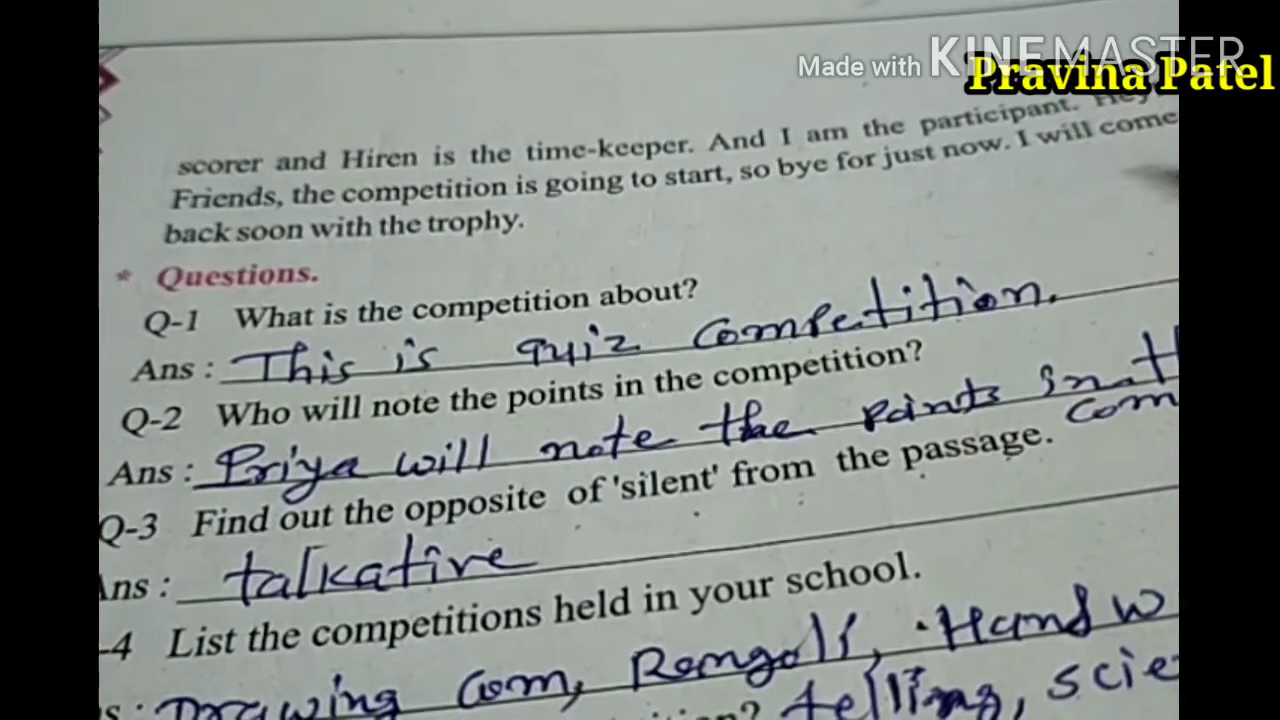 Made with KINEMASTER
Pravina Patel
scorer and Hiren is the time-keeper. And I am the participant. Hey,
Friends, the competition is going to start, so bye for just now. I will come
back soon with the trophy.
* Questions.
Q-1 What is the competition about?
Ans : This is quiz competition.
Q-2 Who will note the points in the competition?
Ans : Priya will note the points in th
com
Q-3 Find out the opposite of 'silent' from the passage.
Ans : talkative
-4 List the competitions held in your school.
s : Drawing com, Rangoli, Hand w
telling, scie